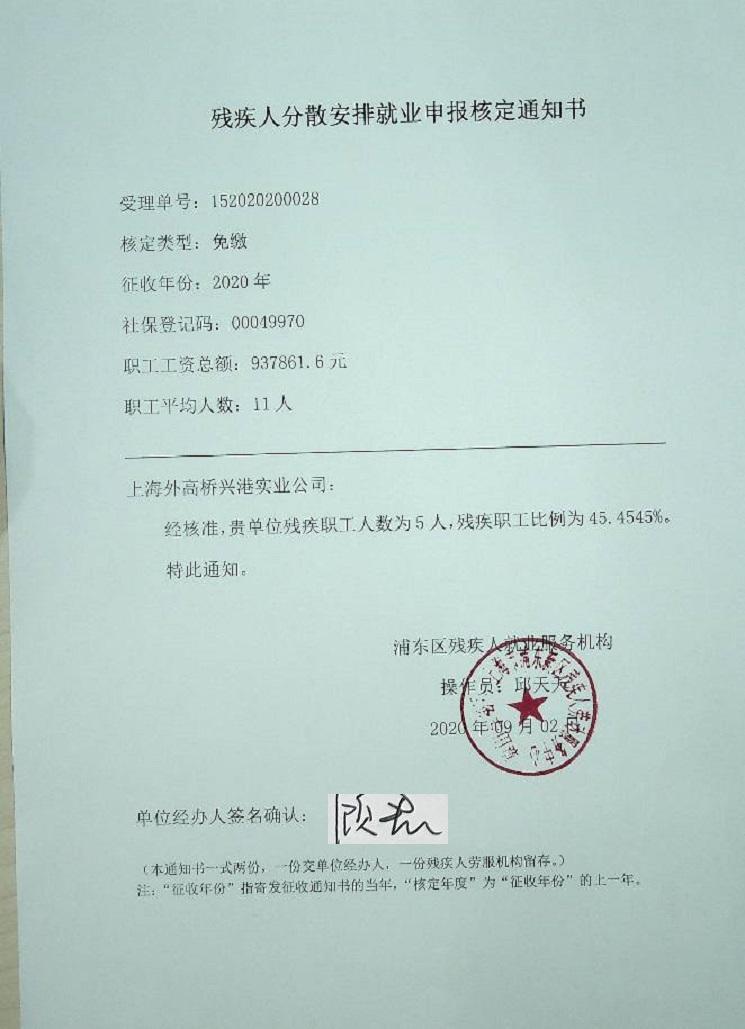 残疾人分散安排就业申报核定通知书
受理单号：152020200028
核定类型：免缴
征收年份：2020 年
社保登记码：00049970
职工工资总额：937861.6 元
职工平均人数：11 人
上海外高桥兴港实业公司：
经核准，贵单位残疾职工人数为 5 人，残疾职工比例为 45.4545%。
特此通知。
浦东区残疾人就业服务机构
操作员：邱天天
2020 年 09 月 02
单位经办人签名确认：
（本通知书一式两份，一份交单位经办人，一份残疾人劳服机构留存。）
注：“征收年份”指寄发征收通知书的当年，“核定年度”为“征收年份”的上一年。